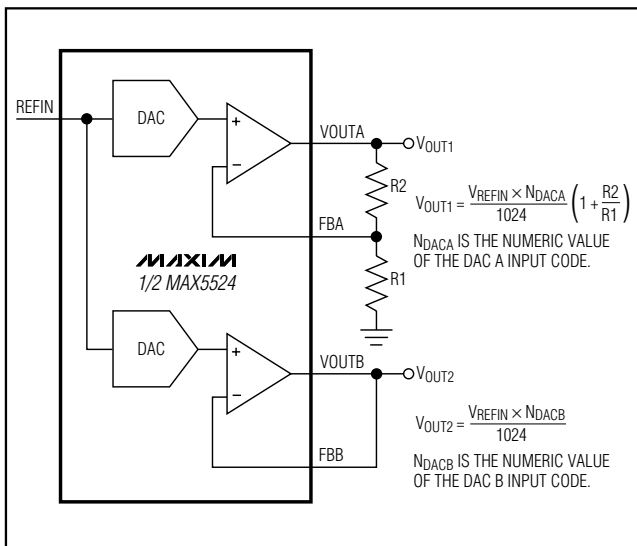 REFIN
DAC
+
−
VOUTA
VOUT1
R2
FBA
R1
VOUT1 = VREFIN × NDACA / 1024 (1 + R2/R1)
NDACA IS THE NUMERIC VALUE
OF THE DAC A INPUT CODE.
MAXIM
1/2 MAX5524
DAC
+
−
VOUTB
VOUT2
FBB
VOUT2 = VREFIN × NDACB / 1024
NDACB IS THE NUMERIC VALUE
OF THE DAC B INPUT CODE.